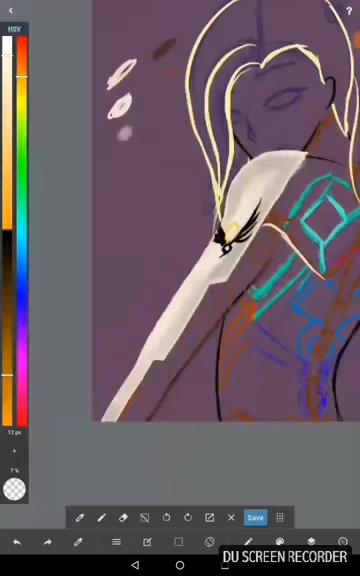 ?
HSV
12 px
7 %
Save
DU SCREEN RECORDER